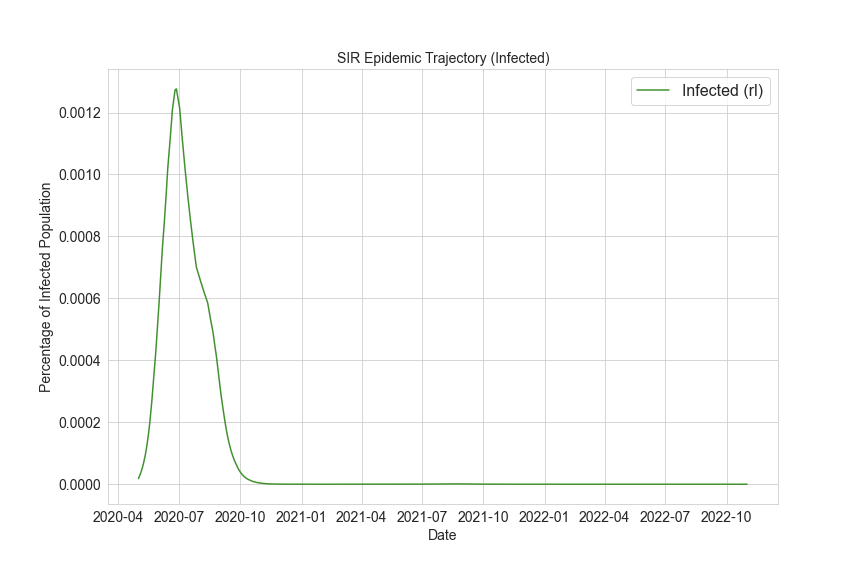 SIR Epidemic Trajectory (Infected)
Infected (rI)
Percentage of Infected Population
0.0012
0.0010
0.0008
0.0006
0.0004
0.0002
0.0000
2020-04 2020-07 2020-10 2021-01 2021-04 2021-07 2021-10 2022-01 2022-04 2022-07 2022-10
Date